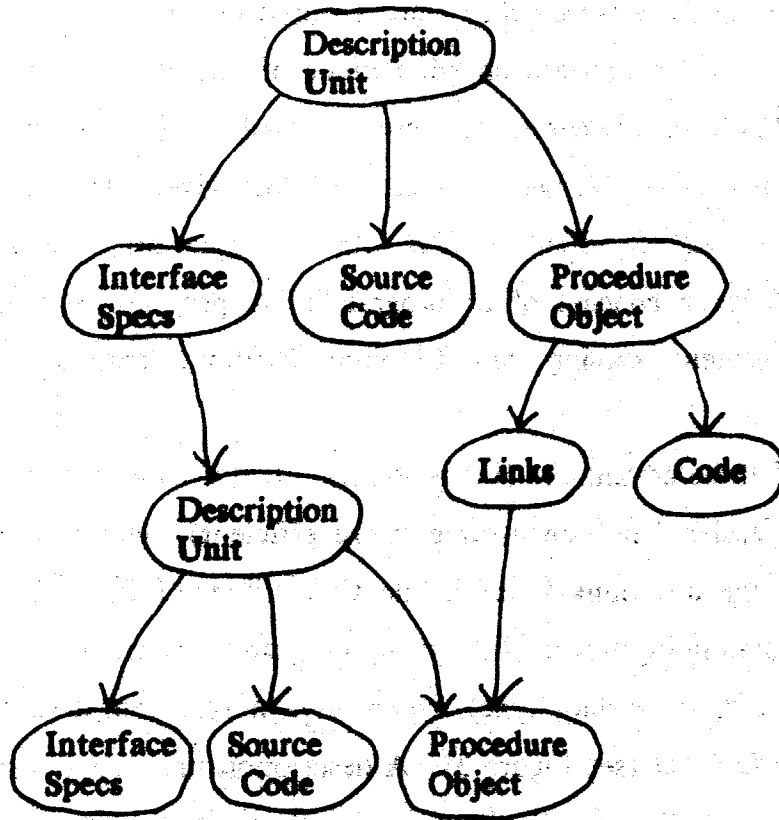 Description
Unit
Interface
Specs
Source
Code
Procedure
Object
Links
Code
Description
Unit
Interface
Specs
Source
Code
Procedure
Object